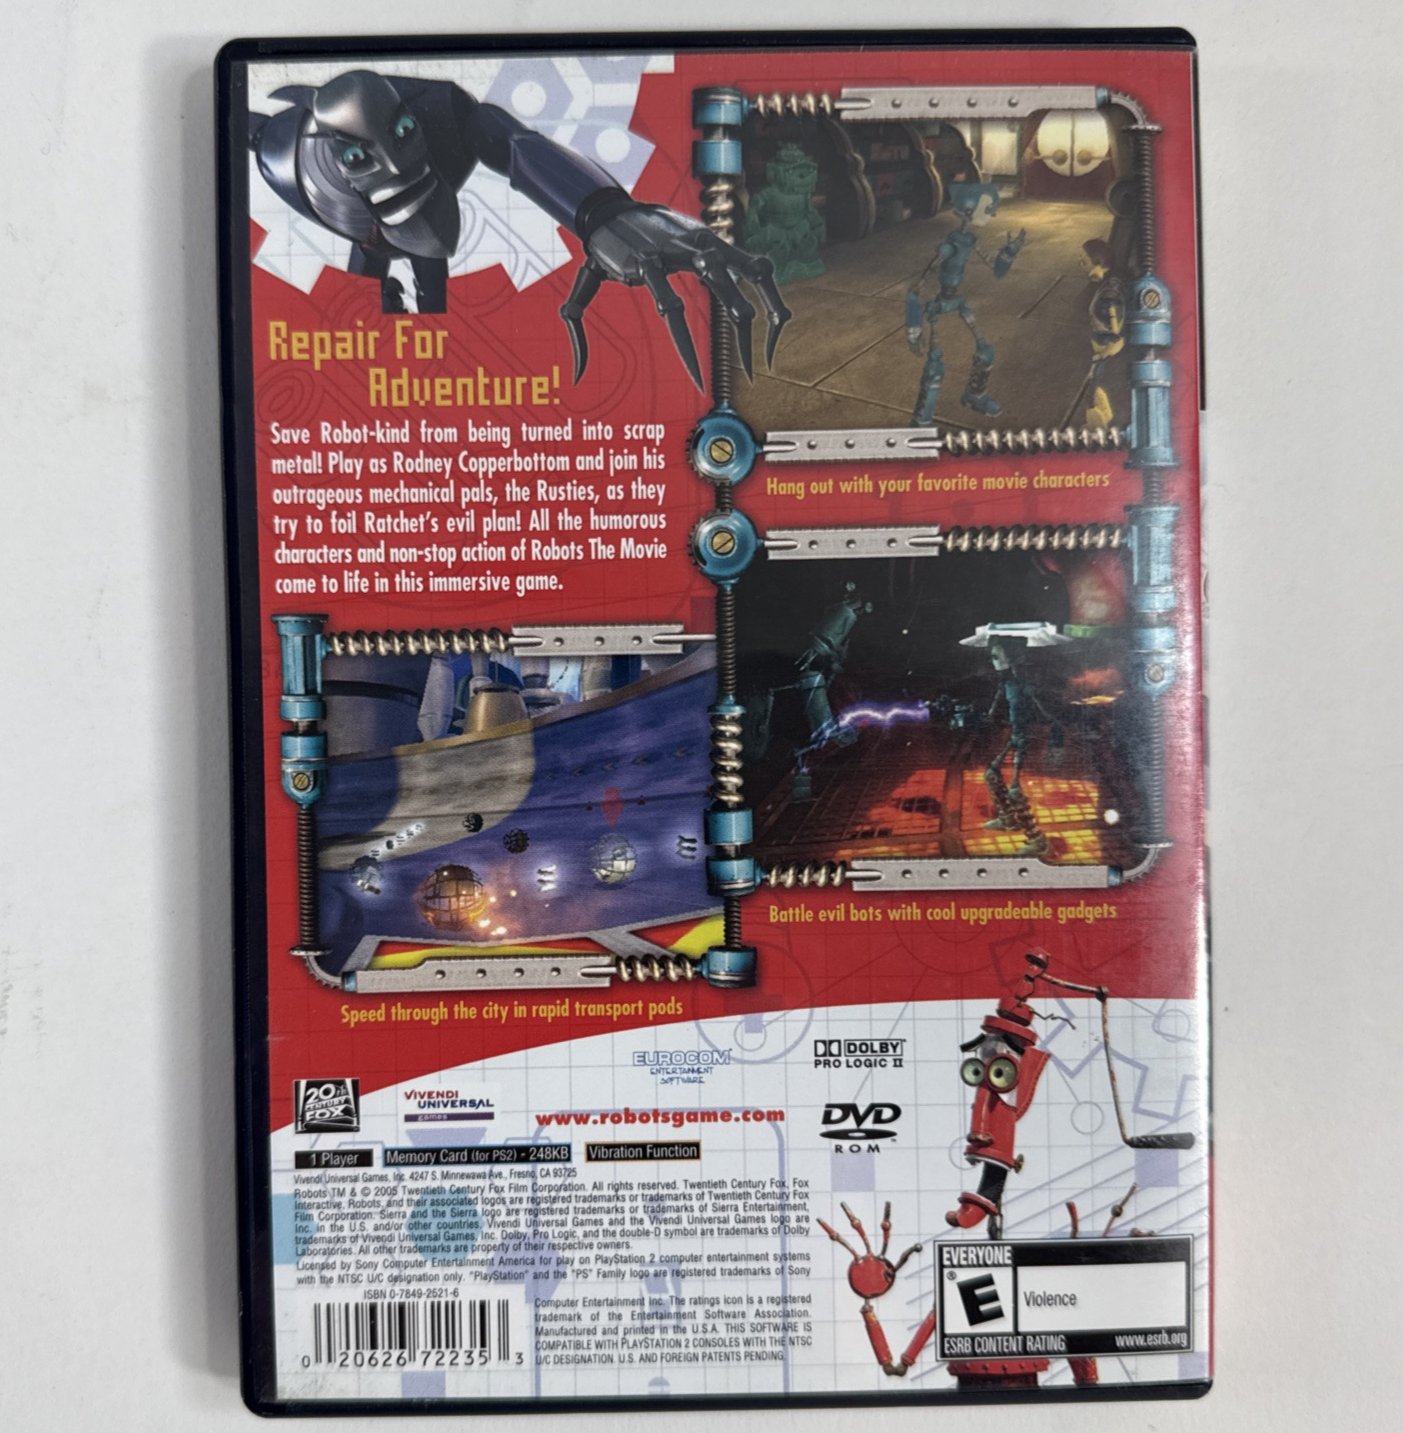 Repair For
Adventure!
Save Robot-kind from being turned into scrap
metal! Play as Rodney Copperbottom and join his
outrageous mechanical pals, the Rusties, as they
try to foil Ratchet's evil plan! All the humorous
characters and non-stop action of Robots The Movie
come to life in this immersive game.
Hang out with your favorite movie characters
Battle evil bots with cool upgradeable gadgets
Speed through the city in rapid transport pods
EUROCOM™
ENTERTAINMENT
SOFTWARE
DOLBY™
PRO LOGIC II
20th
CENTURY
FOX
VIVENDI
UNIVERSAL
games
www.robotsgame.com
DVD™
ROM
1 Player
Memory Card (for PS2) - 248KB
Vibration Function
Vivendi Universal Games, Inc. 4247 S. Minnewawa Ave., Fresno, CA 93725
Robots TM & © 2005 Twentieth Century Fox Film Corporation. All rights reserved. Twentieth Century Fox, Fox
Interactive, Robots, and their associated logos are registered trademarks or trademarks of Twentieth Century Fox
Film Corporation. Sierra and the Sierra logo are registered trademarks or trademarks of Sierra Entertainment,
Inc. in the U.S. and/or other countries. Vivendi Universal Games and the Vivendi Universal Games logo are
trademarks of Vivendi Universal Games, Inc. Dolby, Pro Logic, and the double-D symbol are trademarks of Dolby
Laboratories. All other trademarks are property of their respective owners.
Licensed by Sony Computer Entertainment America for play on PlayStation 2 computer entertainment systems
with the NTSC U/C designation only. "PlayStation" and the "PS" Family logo are registered trademarks of Sony
Computer Entertainment Inc. The ratings icon is a registered
trademark of the Entertainment Software Association.
Manufactured and printed in the U.S.A. THIS SOFTWARE IS
COMPATIBLE WITH PLAYSTATION 2 CONSOLES WITH THE NTSC
U/C DESIGNATION. U.S. AND FOREIGN PATENTS PENDING.
ISBN 0-7849-2521-6
0 20626 72235 3
EVERYONE
E®
Violence
ESRB CONTENT RATING www.esrb.org